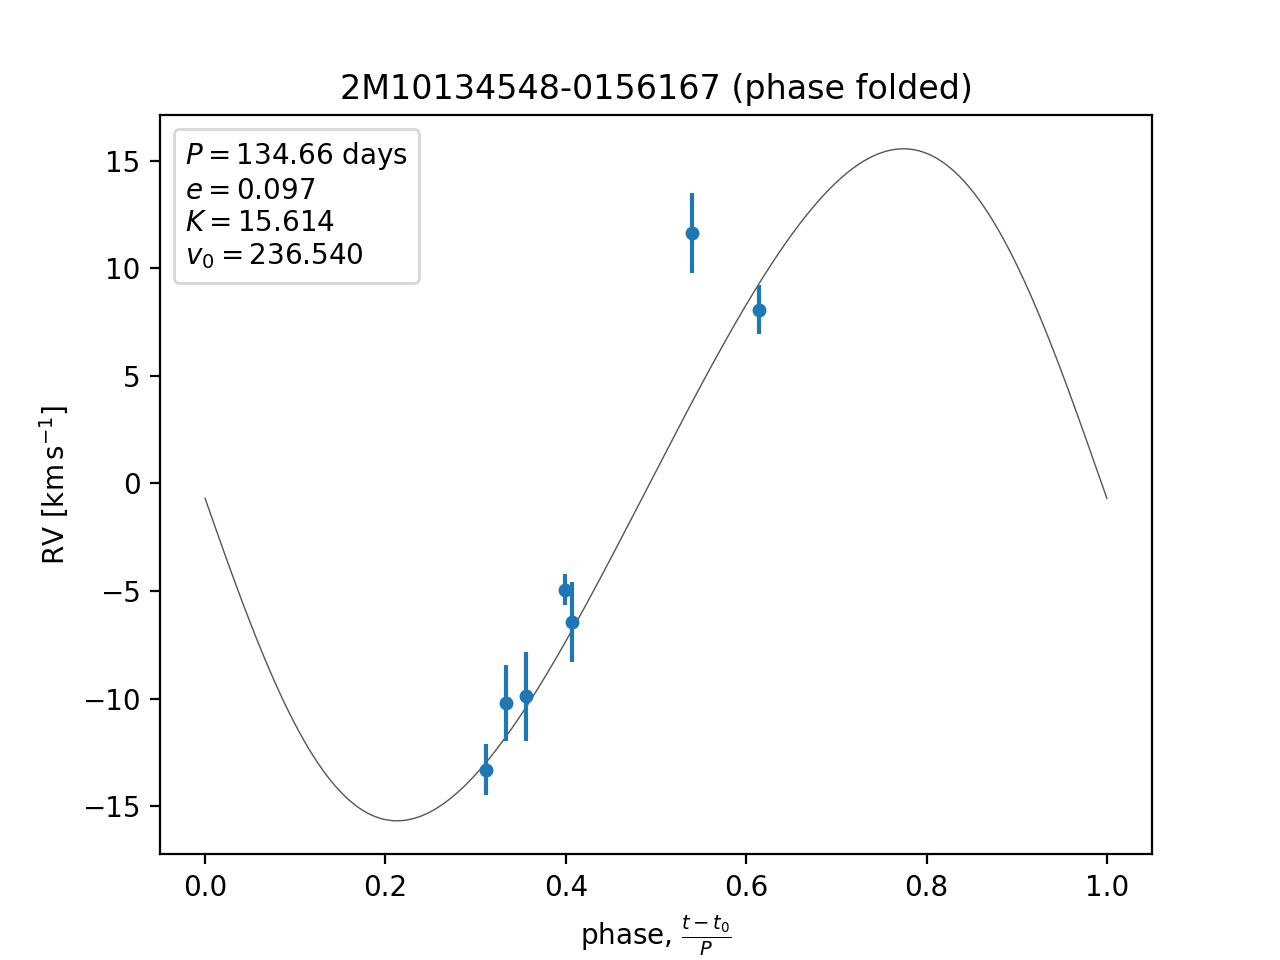 2M10134548-0156167 (phase folded)
P = 134.66 days
e = 0.097
K = 15.614
v₀ = 236.540
15
10
5
0
−5
−10
−15
RV [km s⁻¹]
0.0 0.2 0.4 0.6 0.8 1.0
phase, (t − t₀)/P